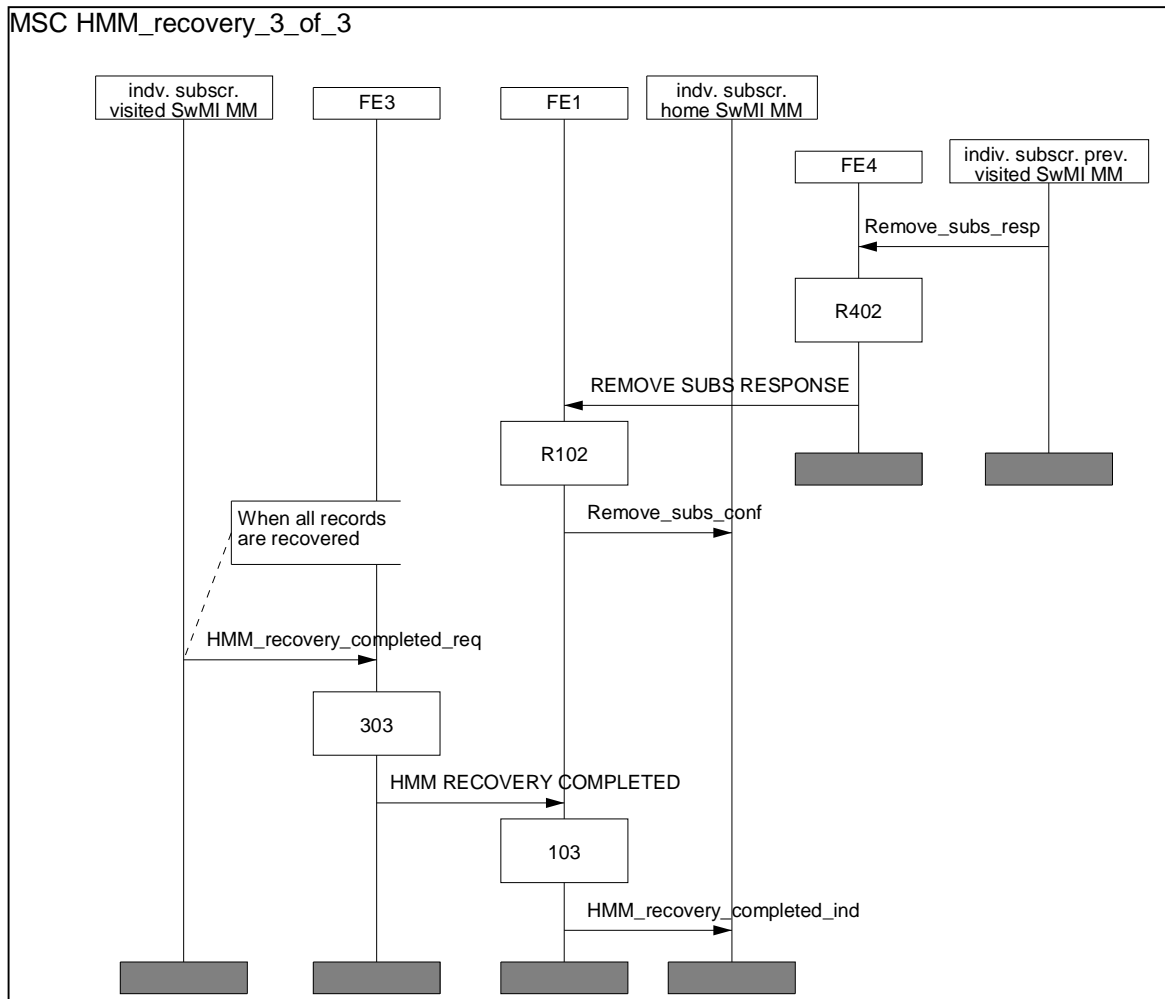 MSC HMM_recovery_3_of_3
indv. subscr.
visited SwMI MM
FE3
FE1
indv. subscr.
home SwMI MM
FE4
indiv. subscr. prev.
visited SwMI MM
Remove_subs_resp
R402
REMOVE SUBS RESPONSE
R102
Remove_subs_conf
When all records
are recovered
HMM_recovery_completed_req
303
HMM RECOVERY COMPLETED
103
HMM_recovery_completed_ind